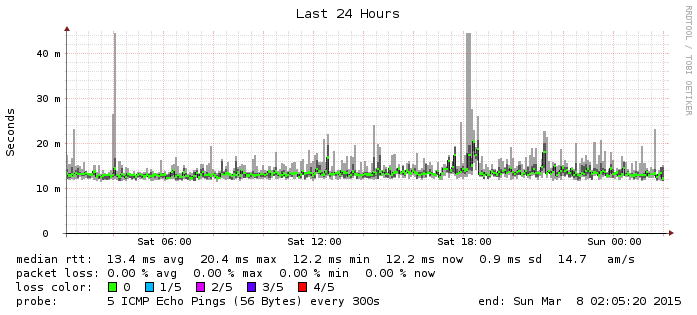 Last 24 Hours
RRDTOOL / TOBI OETIKER
Seconds
40 m
30 m
20 m
10 m
0
Sat 06:00 Sat 12:00 Sat 18:00 Sun 00:00
median rtt: 13.4 ms avg 20.4 ms max 12.2 ms min 12.2 ms now 0.9 ms sd 14.7 am/s
packet loss: 0.00 % avg 0.00 % max 0.00 % min 0.00 % now
loss color: 0 1/5 2/5 3/5 4/5
probe: 5 ICMP Echo Pings (56 Bytes) every 300s end: Sun Mar 8 02:05:20 2015